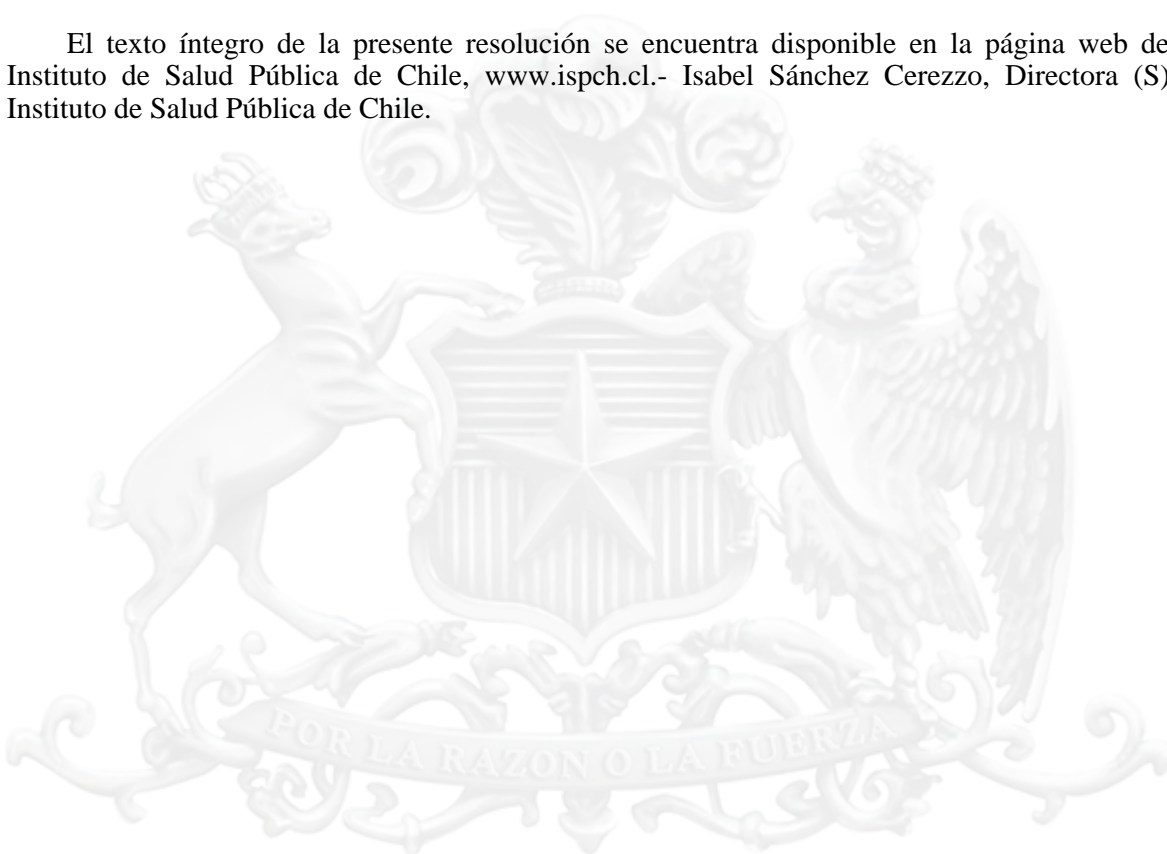 El texto íntegro de la presente resolución se encuentra disponible en la página web de
Instituto de Salud Pública de Chile, www.ispch.cl.- Isabel Sánchez Cerezzo, Directora (S)
Instituto de Salud Pública de Chile.
POR LA RAZON O LA FUERZA